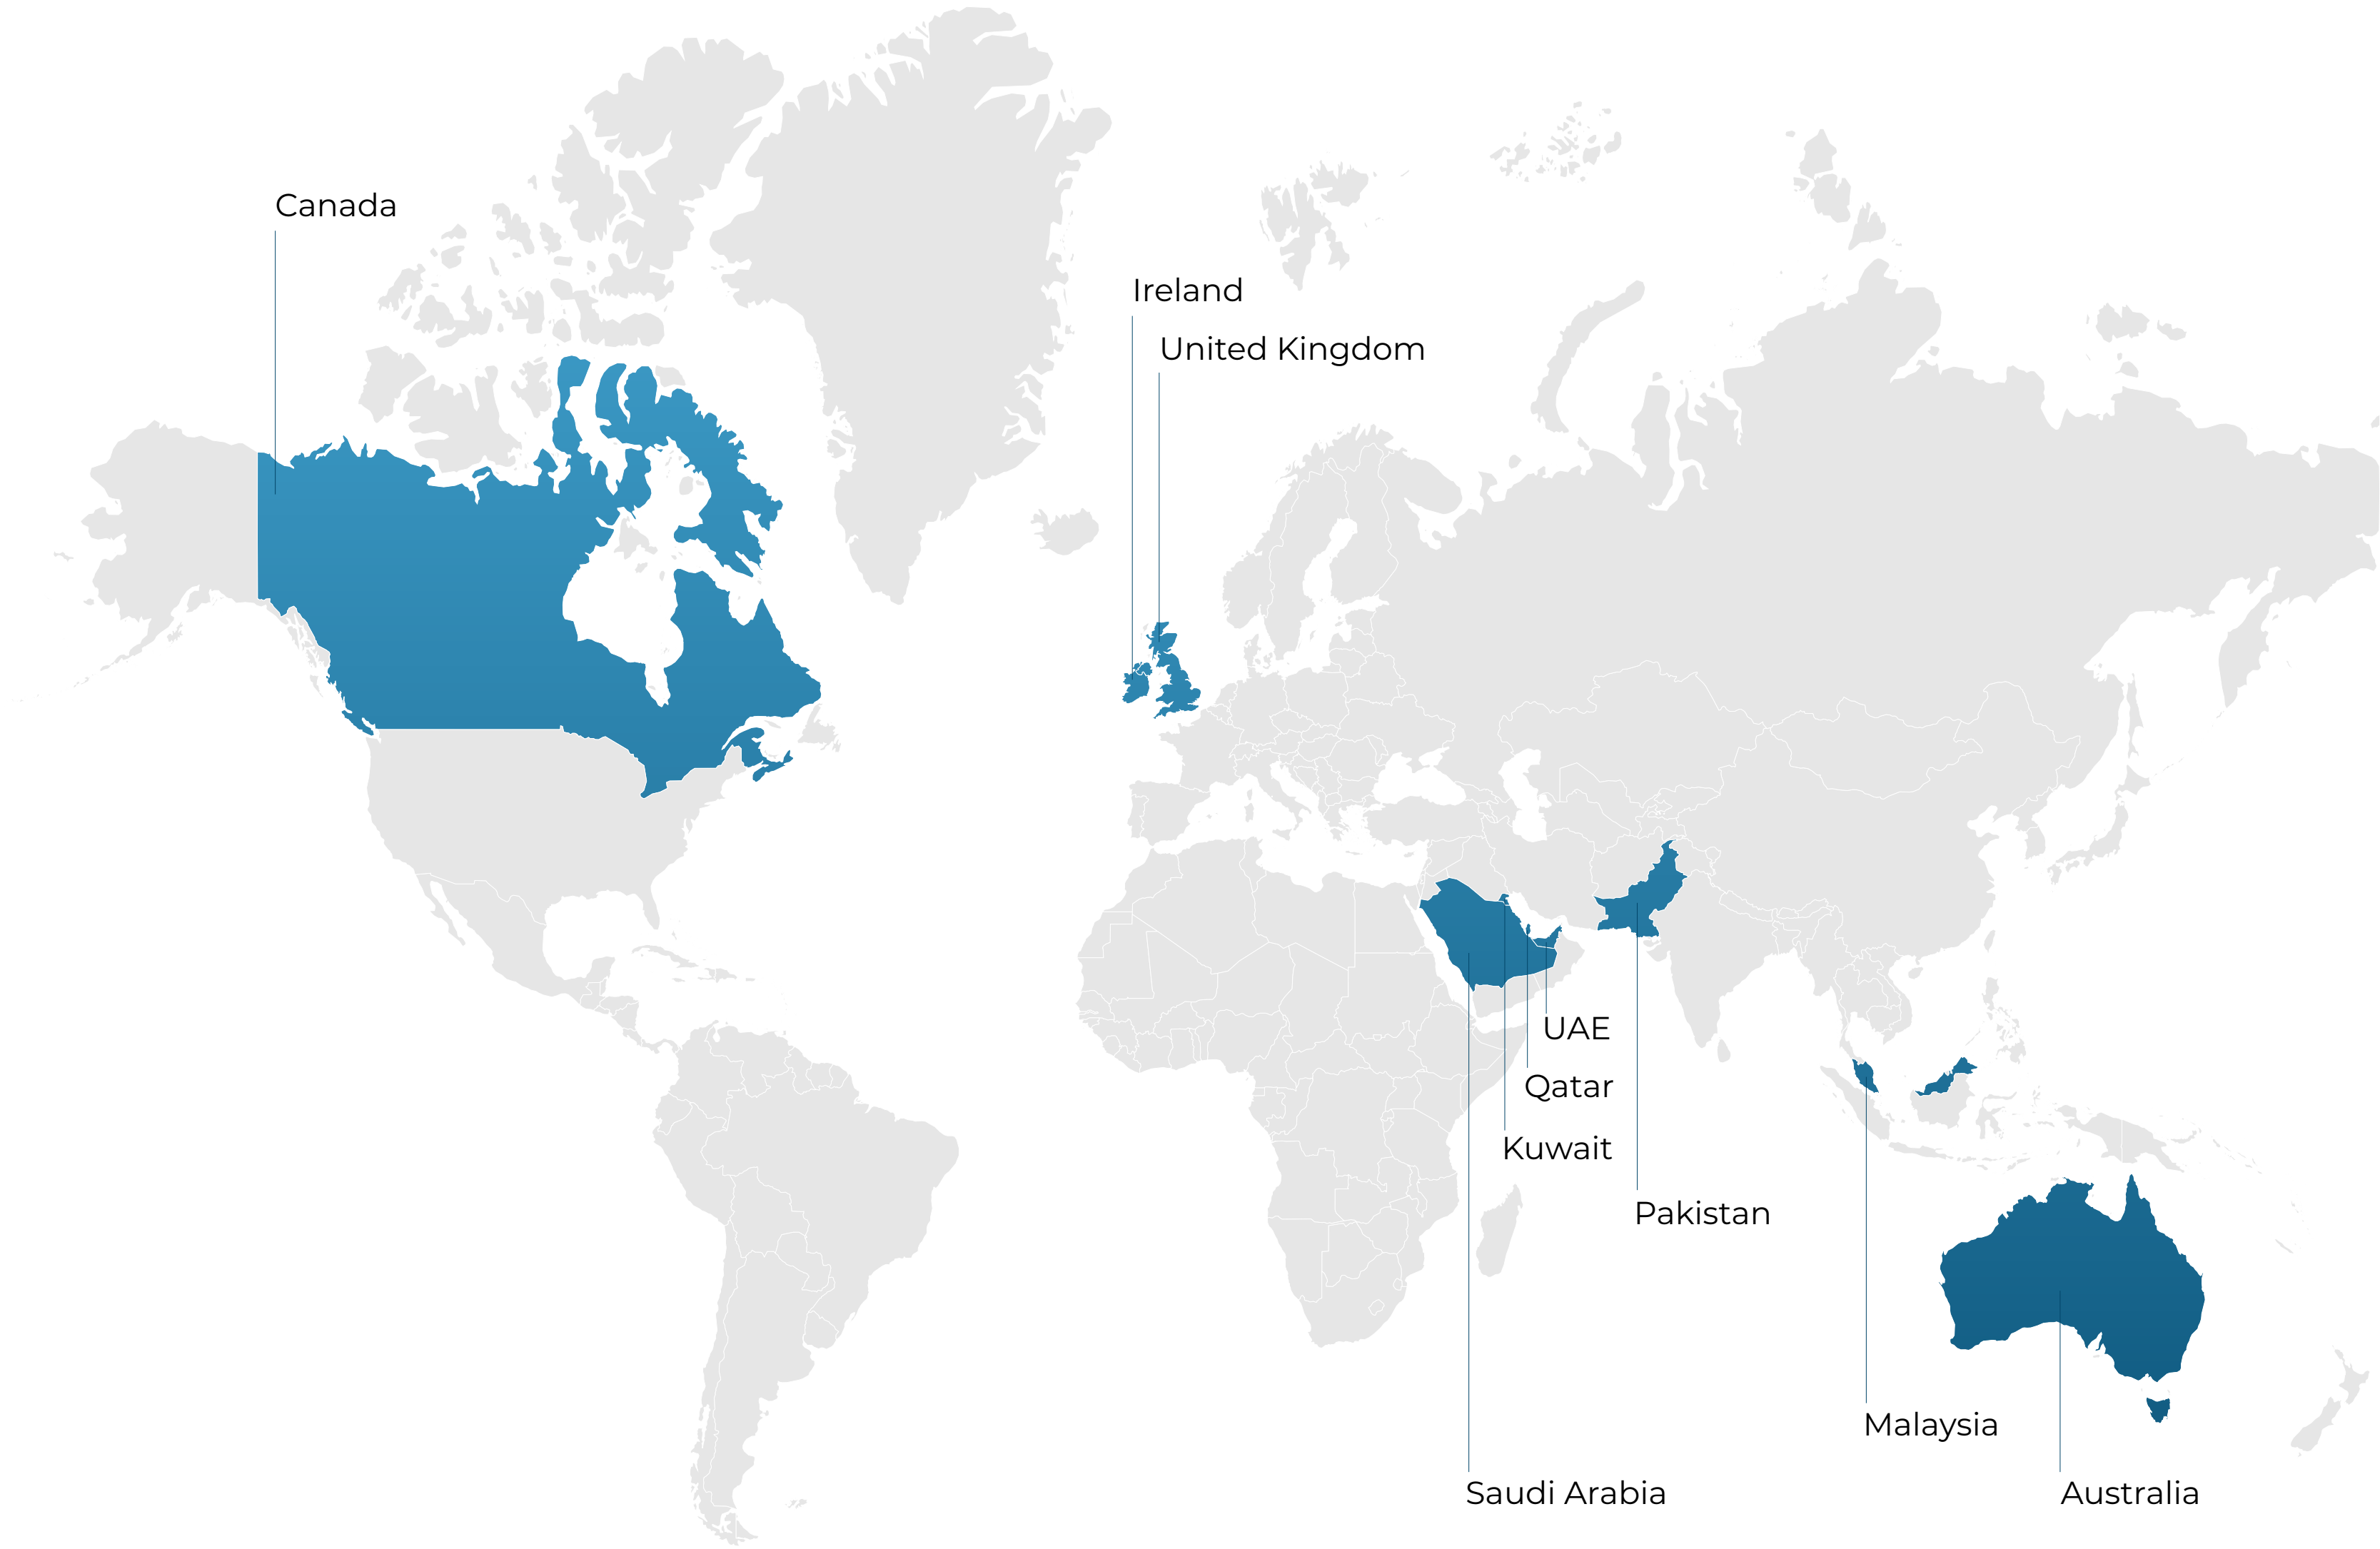 Canada
Ireland
United Kingdom
UAE
Qatar
Kuwait
Pakistan
Malaysia
Saudi Arabia
Australia